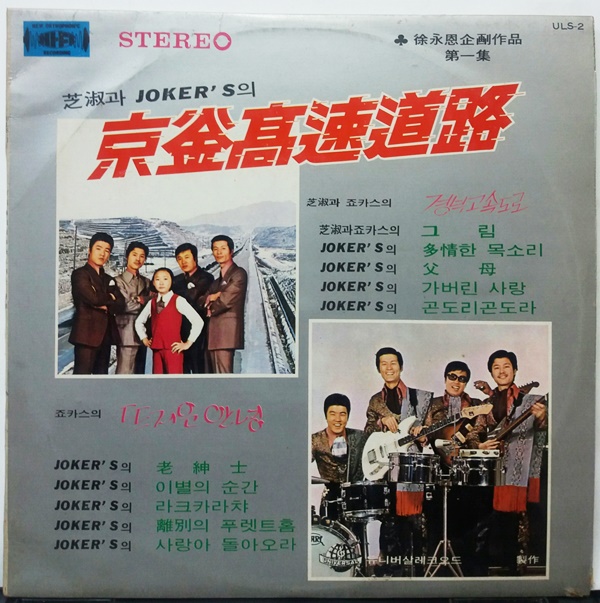 STEREO
ULS-2
♣ 徐永恩企劃作品
第一集
芝淑과 JOKER'S의
京釜高速道路
芝淑과 죠카스의 경부고속도로
芝淑과죠카스의 그 림
JOKER'S의 多情한 목소리
JOKER'S의 父 母
JOKER'S의 가버린 사랑
JOKER'S의 곤도리곤도라
죠카스의
JOKER'S의 老 紳 士
JOKER'S의 이별의 순간
JOKER'S의 라크카라챠
JOKER'S의 離別의 푸렛트홈
JOKER'S의 사랑아 돌아오라
UNIVERSAL
뉴니버살레코오드 製作